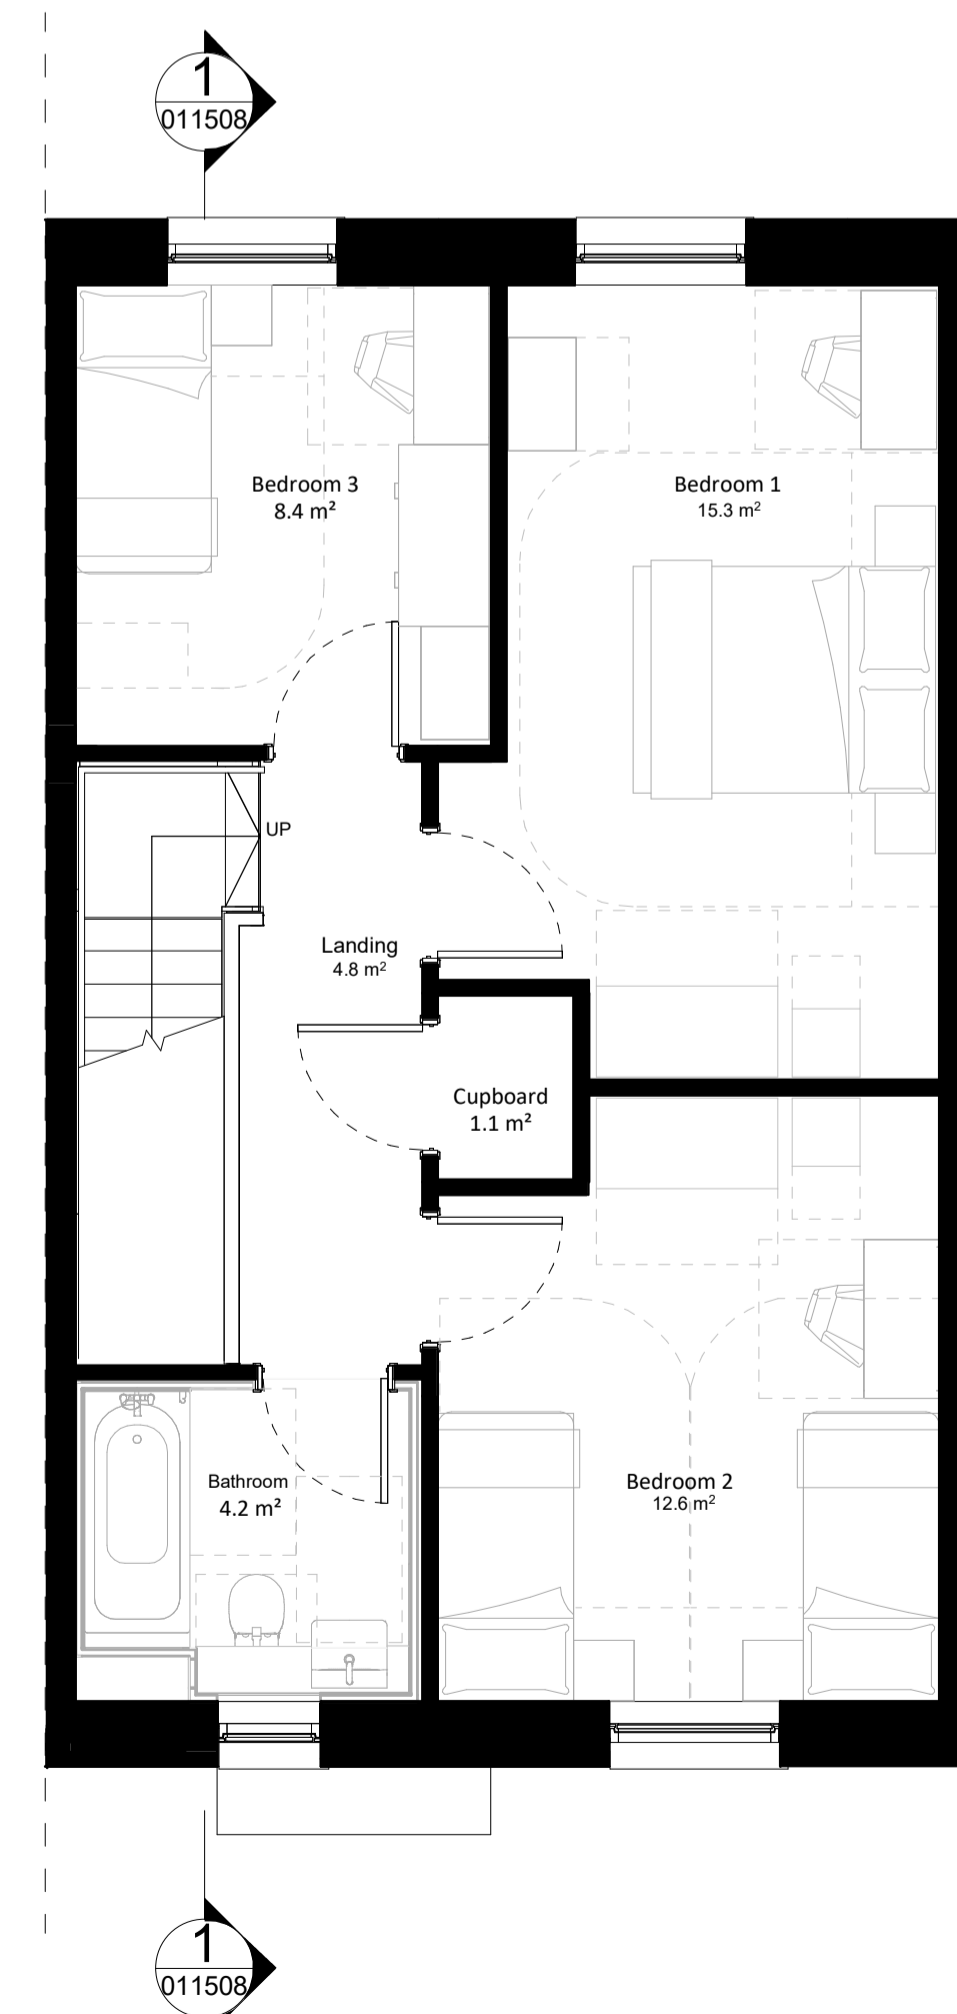 1
011508
Bedroom 3
8.4 m²
Bedroom 1
15.3 m²
UP
Landing
4.8 m²
Cupboard
1.1 m²
Bathroom
4.2 m²
Bedroom 2
12.6 m²
1
011508